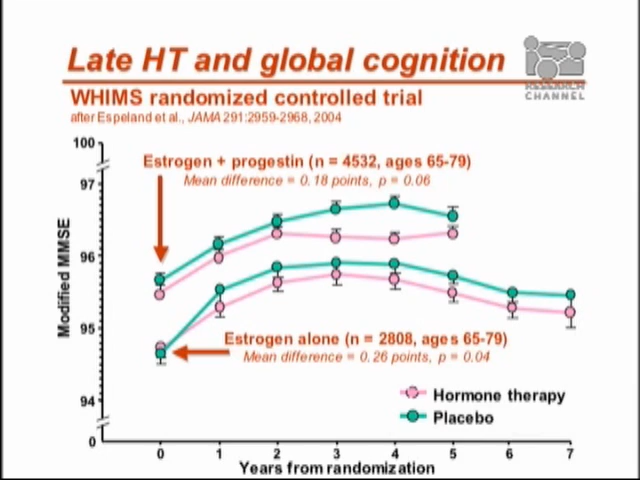 Late HT and global cognition
RESEARCH
CHANNEL
WHIMS randomized controlled trial
after Espeland et al., JAMA 291:2959-2968, 2004
100
Estrogen + progestin (n = 4532, ages 65-79)
Mean difference = 0.18 points, p = 0.06
97
96
Modified MMSE
95
Estrogen alone (n = 2808, ages 65-79)
Mean difference = 0.26 points, p = 0.04
94
Hormone therapy
Placebo
0
0 1 2 3 4 5 6 7
Years from randomization